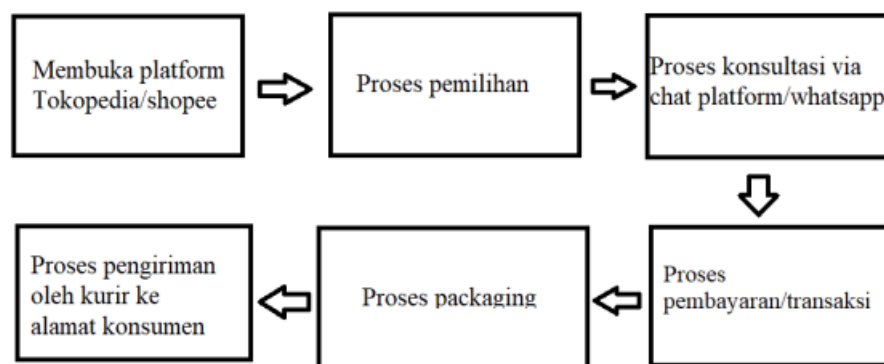 Membuka platform
Tokopedia/shopee
Proses pemilihan
Proses konsultasi via
chat platform/whatsapp
Proses
pembayaran/transaksi
Proses packaging
Proses pengiriman
oleh kurir ke
alamat konsumen